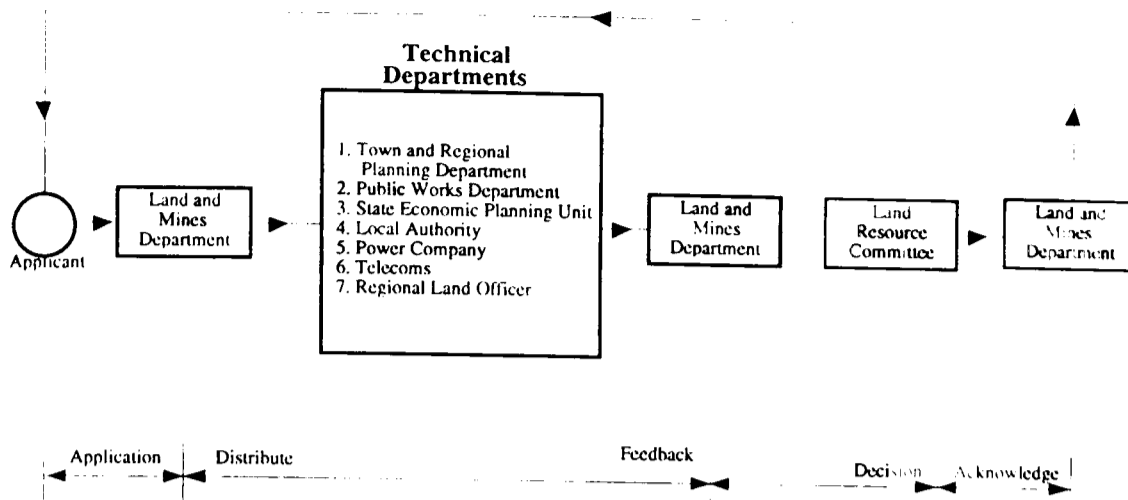 Technical
Departments
1. Town and Regional
Planning Department
2. Public Works Department
3. State Economic Planning Unit
4. Local Authority
5. Power Company
6. Telecoms
7. Regional Land Officer
Applicant
Land and
Mines
Department
Land and
Mines
Department
Land
Resource
Committee
Land and
Mines
Department
Application
Distribute
Feedback
Decision
Acknowledge